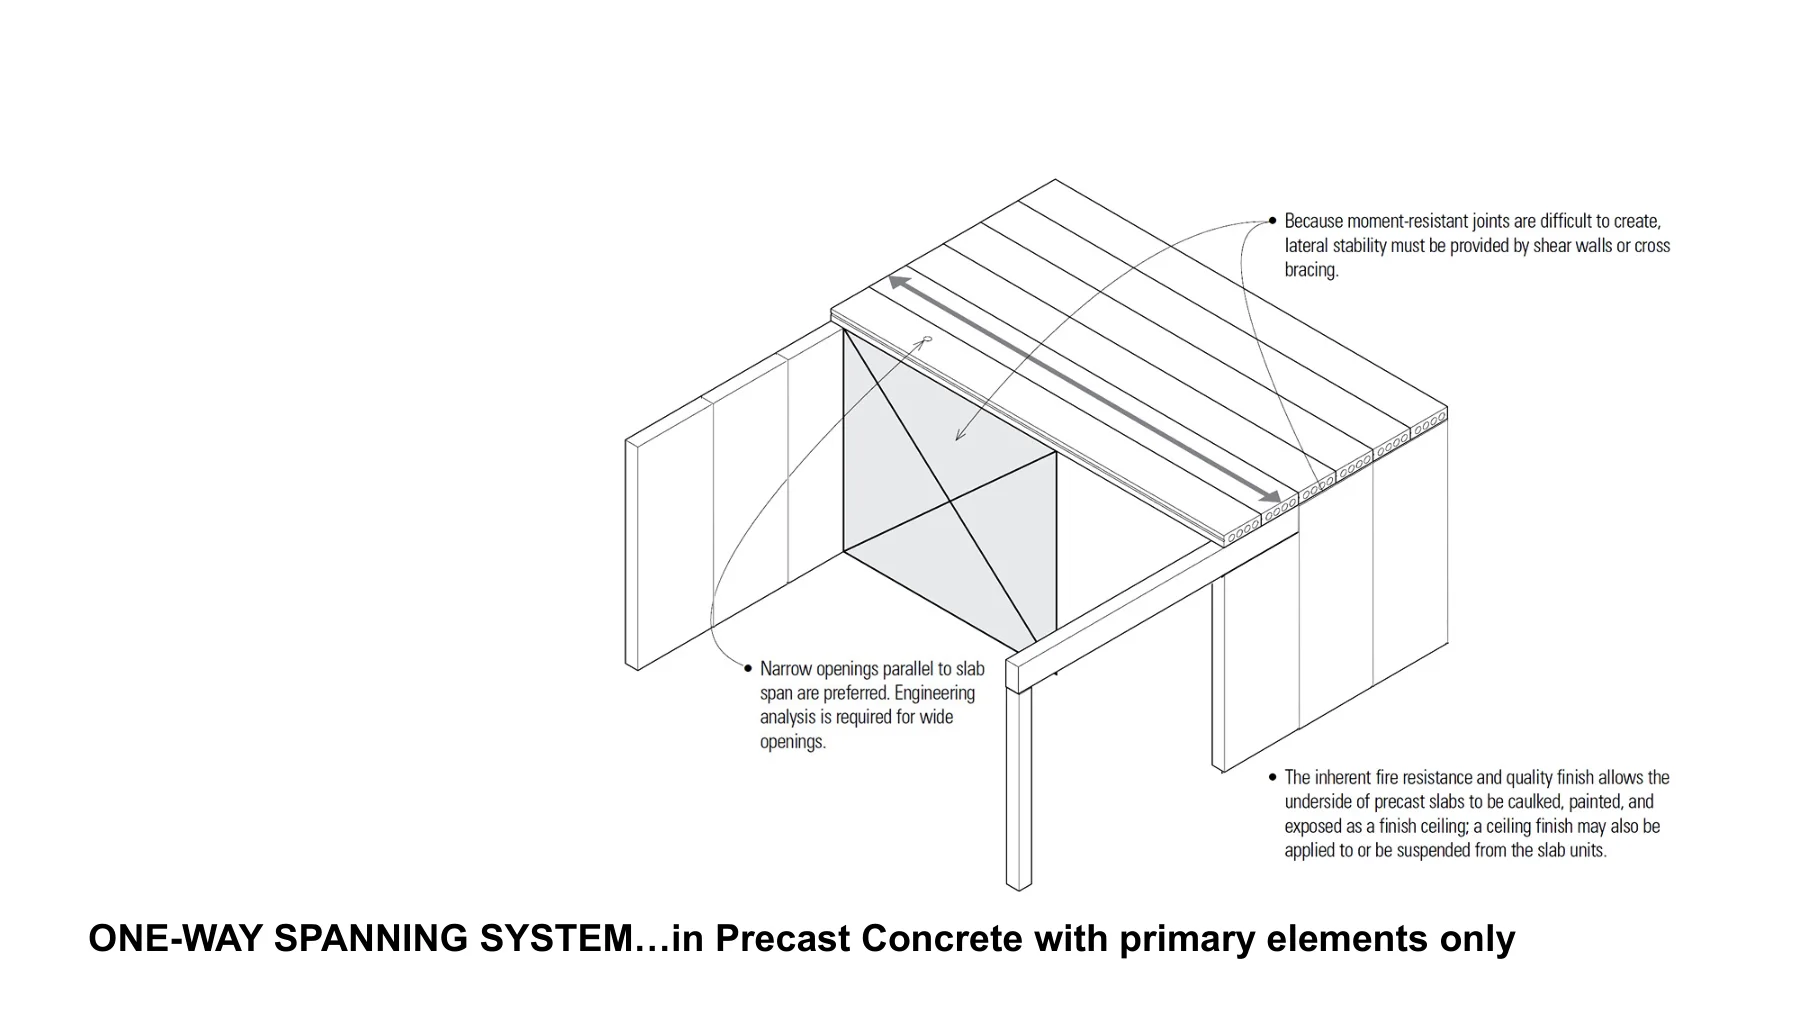 • Because moment-resistant joints are difficult to create,
lateral stability must be provided by shear walls or cross
bracing.
• Narrow openings parallel to slab
span are preferred. Engineering
analysis is required for wide
openings.
• The inherent fire resistance and quality finish allows the
underside of precast slabs to be caulked, painted, and
exposed as a finish ceiling; a ceiling finish may also be
applied to or be suspended from the slab units.
ONE-WAY SPANNING SYSTEM…in Precast Concrete with primary elements only